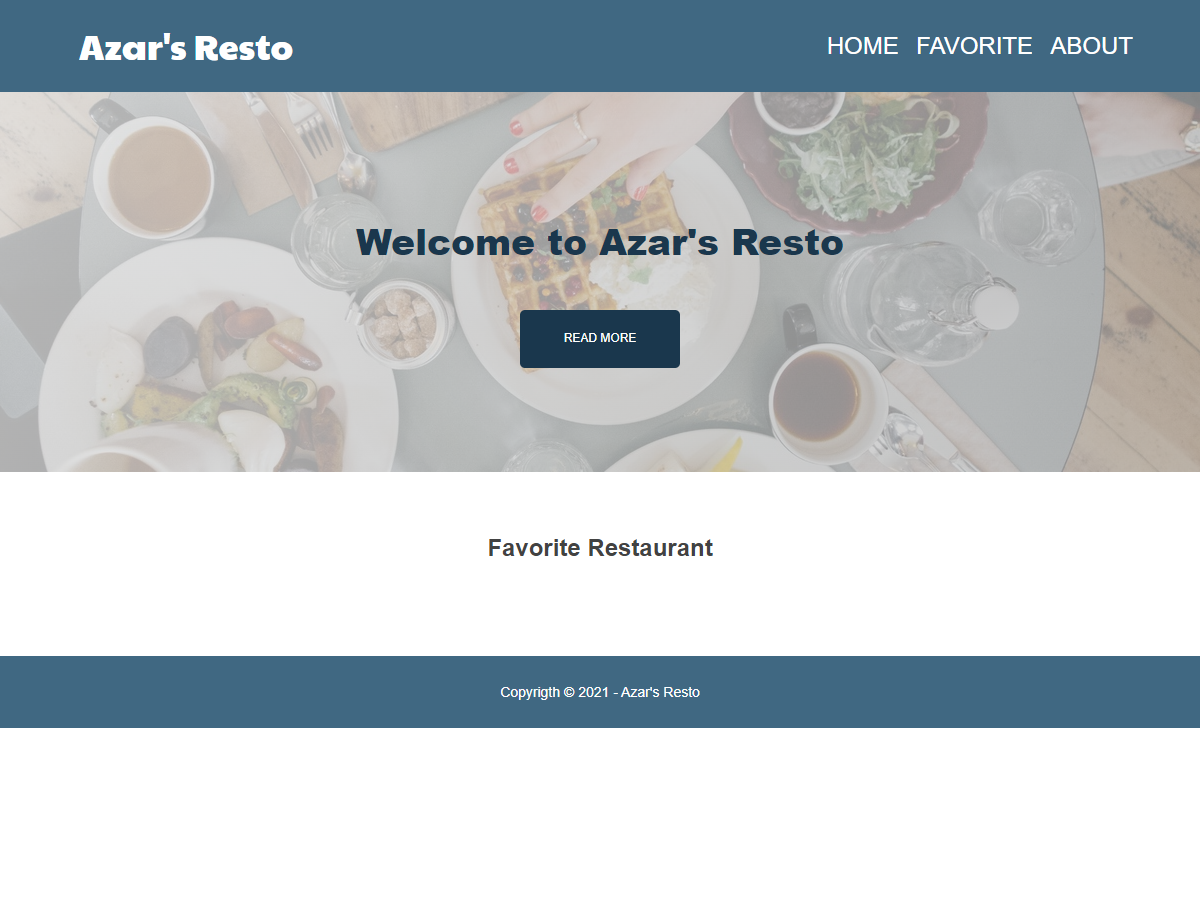 Azar's Resto
HOME FAVORITE ABOUT
Welcome to Azar's Resto
READ MORE
Favorite Restaurant
Copyrigth © 2021 - Azar's Resto